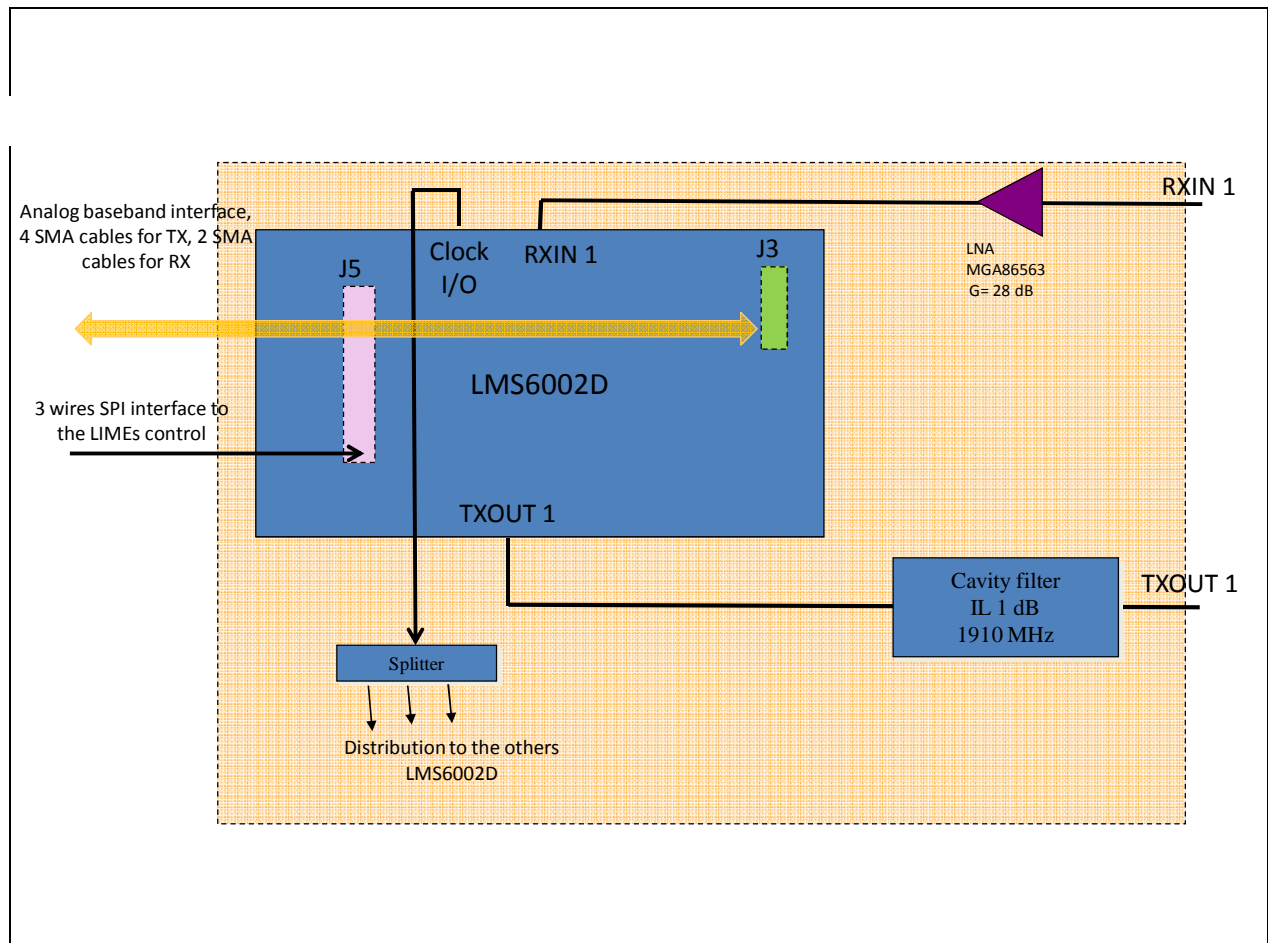 RXIN 1
Analog baseband interface,
4 SMA cables for TX, 2 SMA
cables for RX
Clock
I/O
RXIN 1
J3
J5
LNA
MGA86563
G= 28 dB
LMS6002D
3 wires SPI interface to
the LIMEs control
TXOUT 1
Cavity filter
IL 1 dB
1910 MHz
TXOUT 1
Splitter
Distribution to the others
LMS6002D